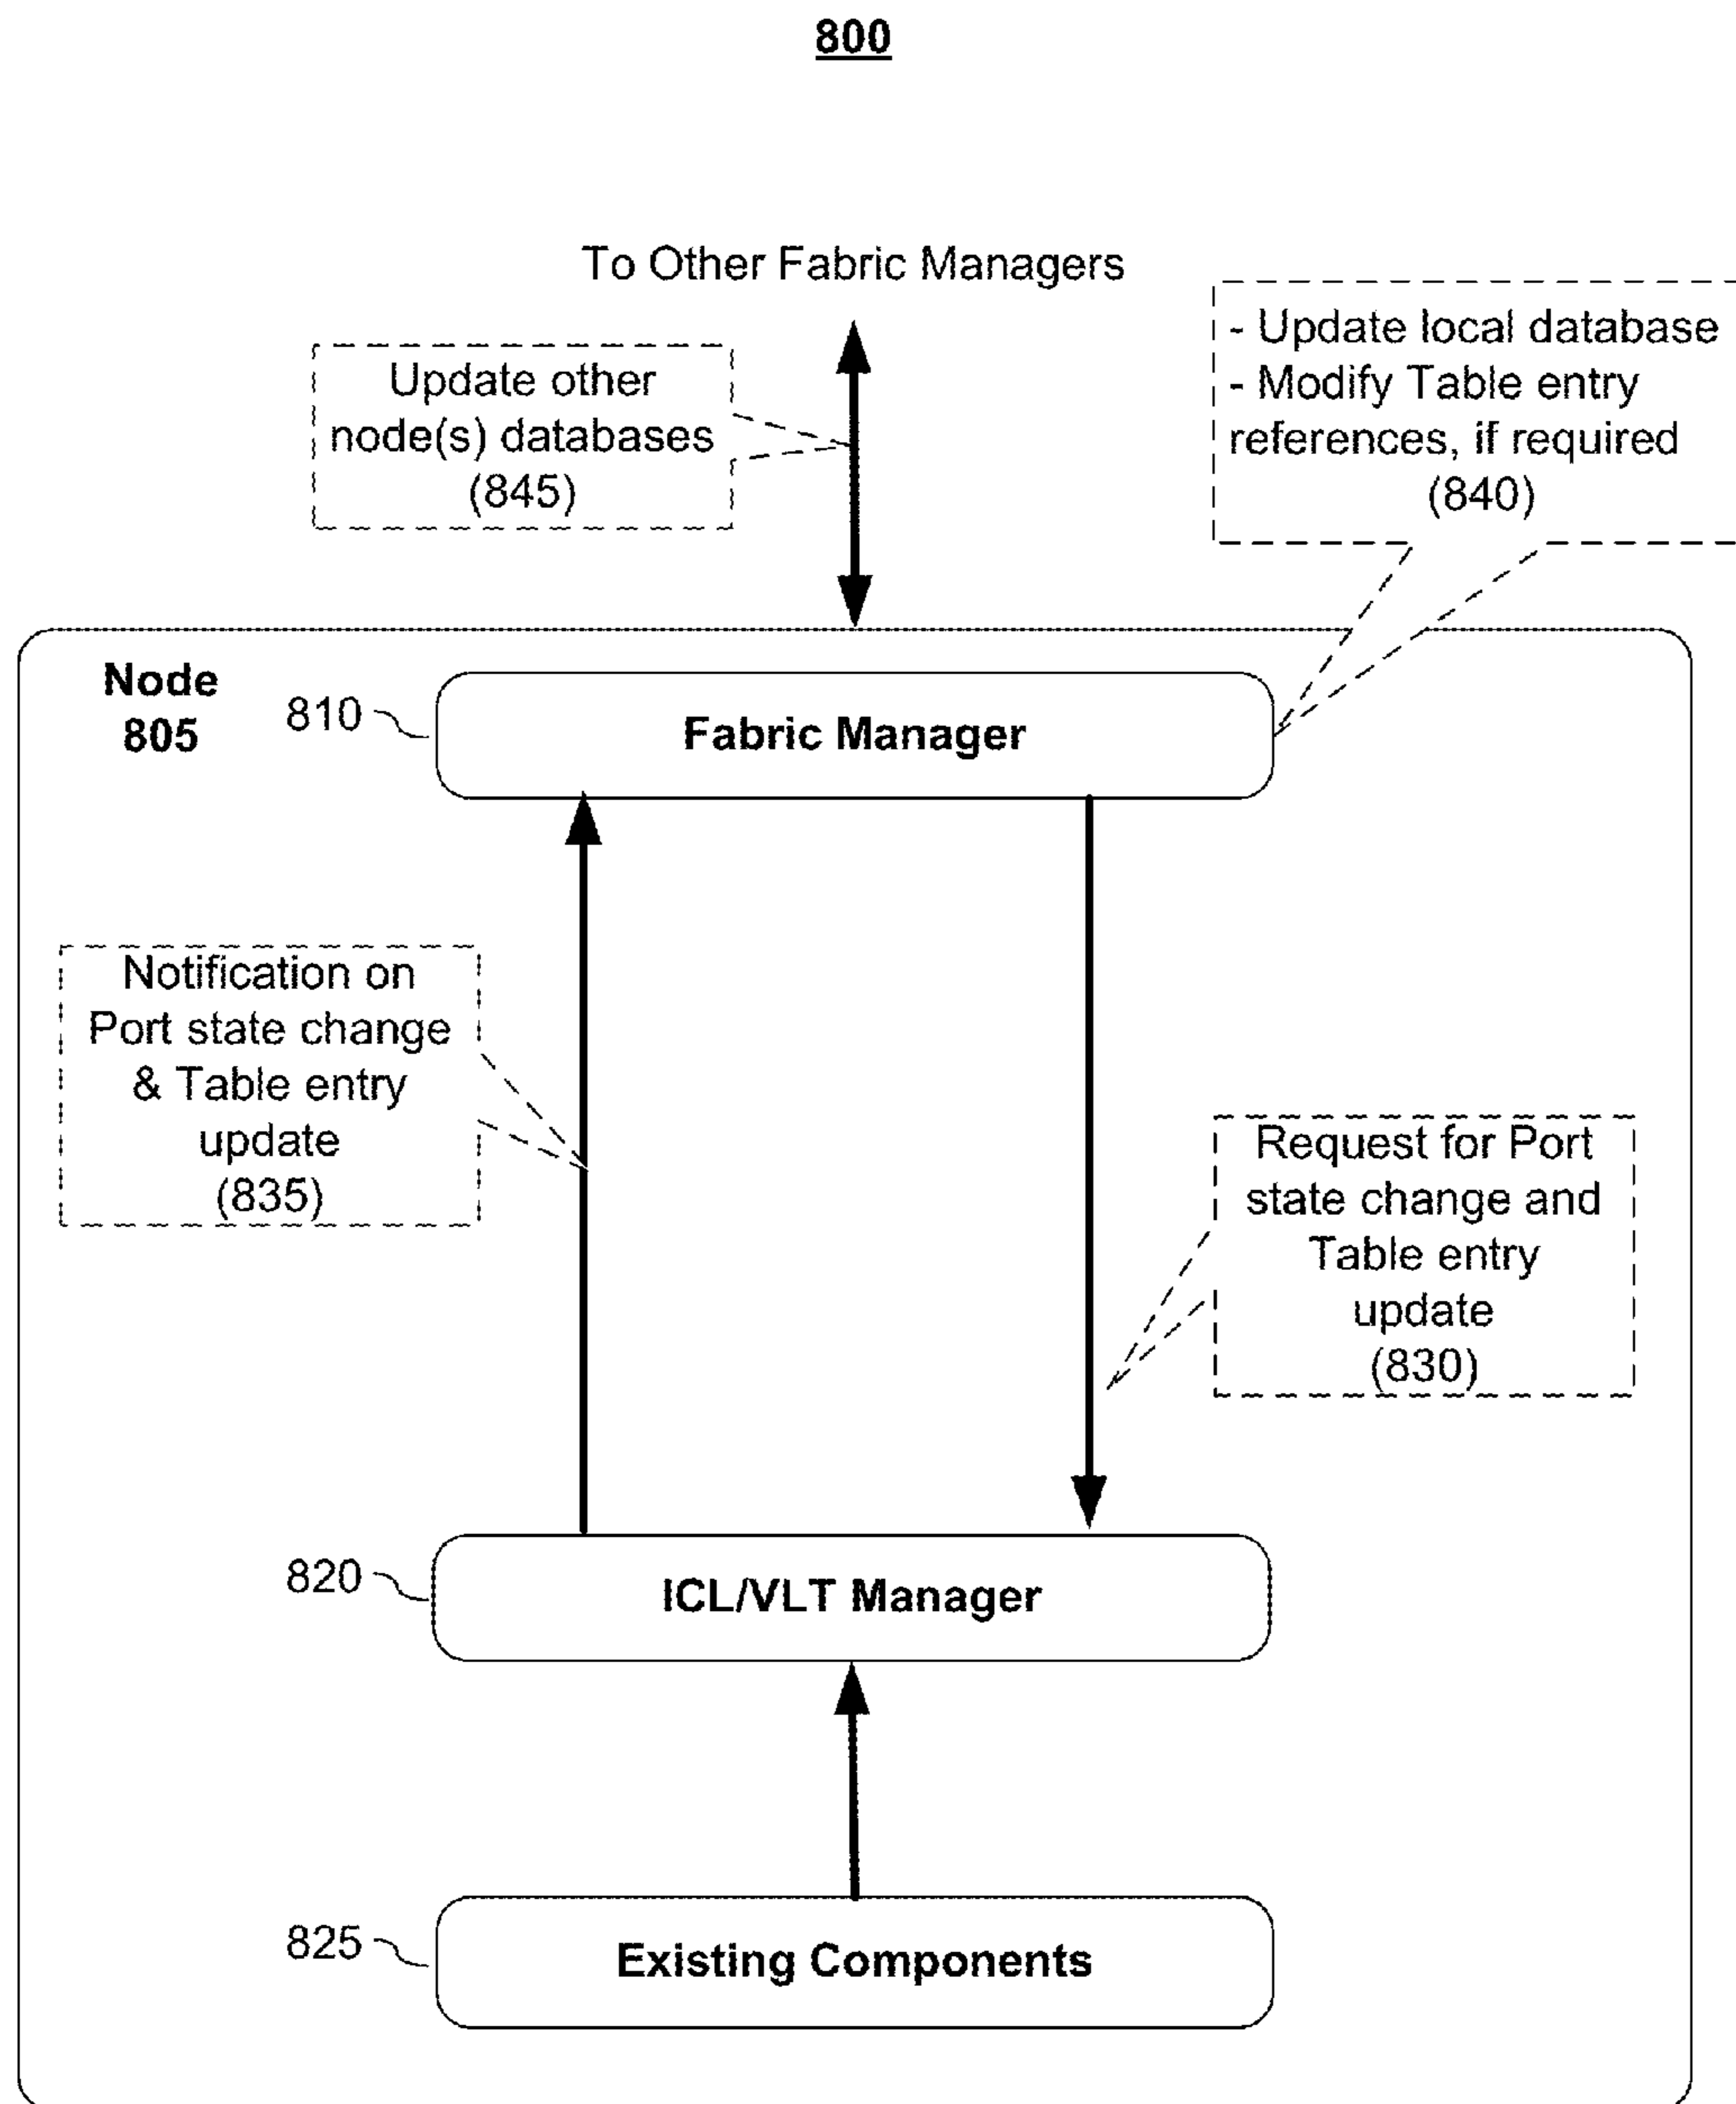 800
To Other Fabric Managers
Update other
node(s) databases
(845)
- Update local database
- Modify Table entry
references, if required
(840)
Node
805
810
Fabric Manager
Notification on
Port state change
& Table entry
update
(835)
Request for Port
state change and
Table entry
update
(830)
820
ICL/VLT Manager
825
Existing Components